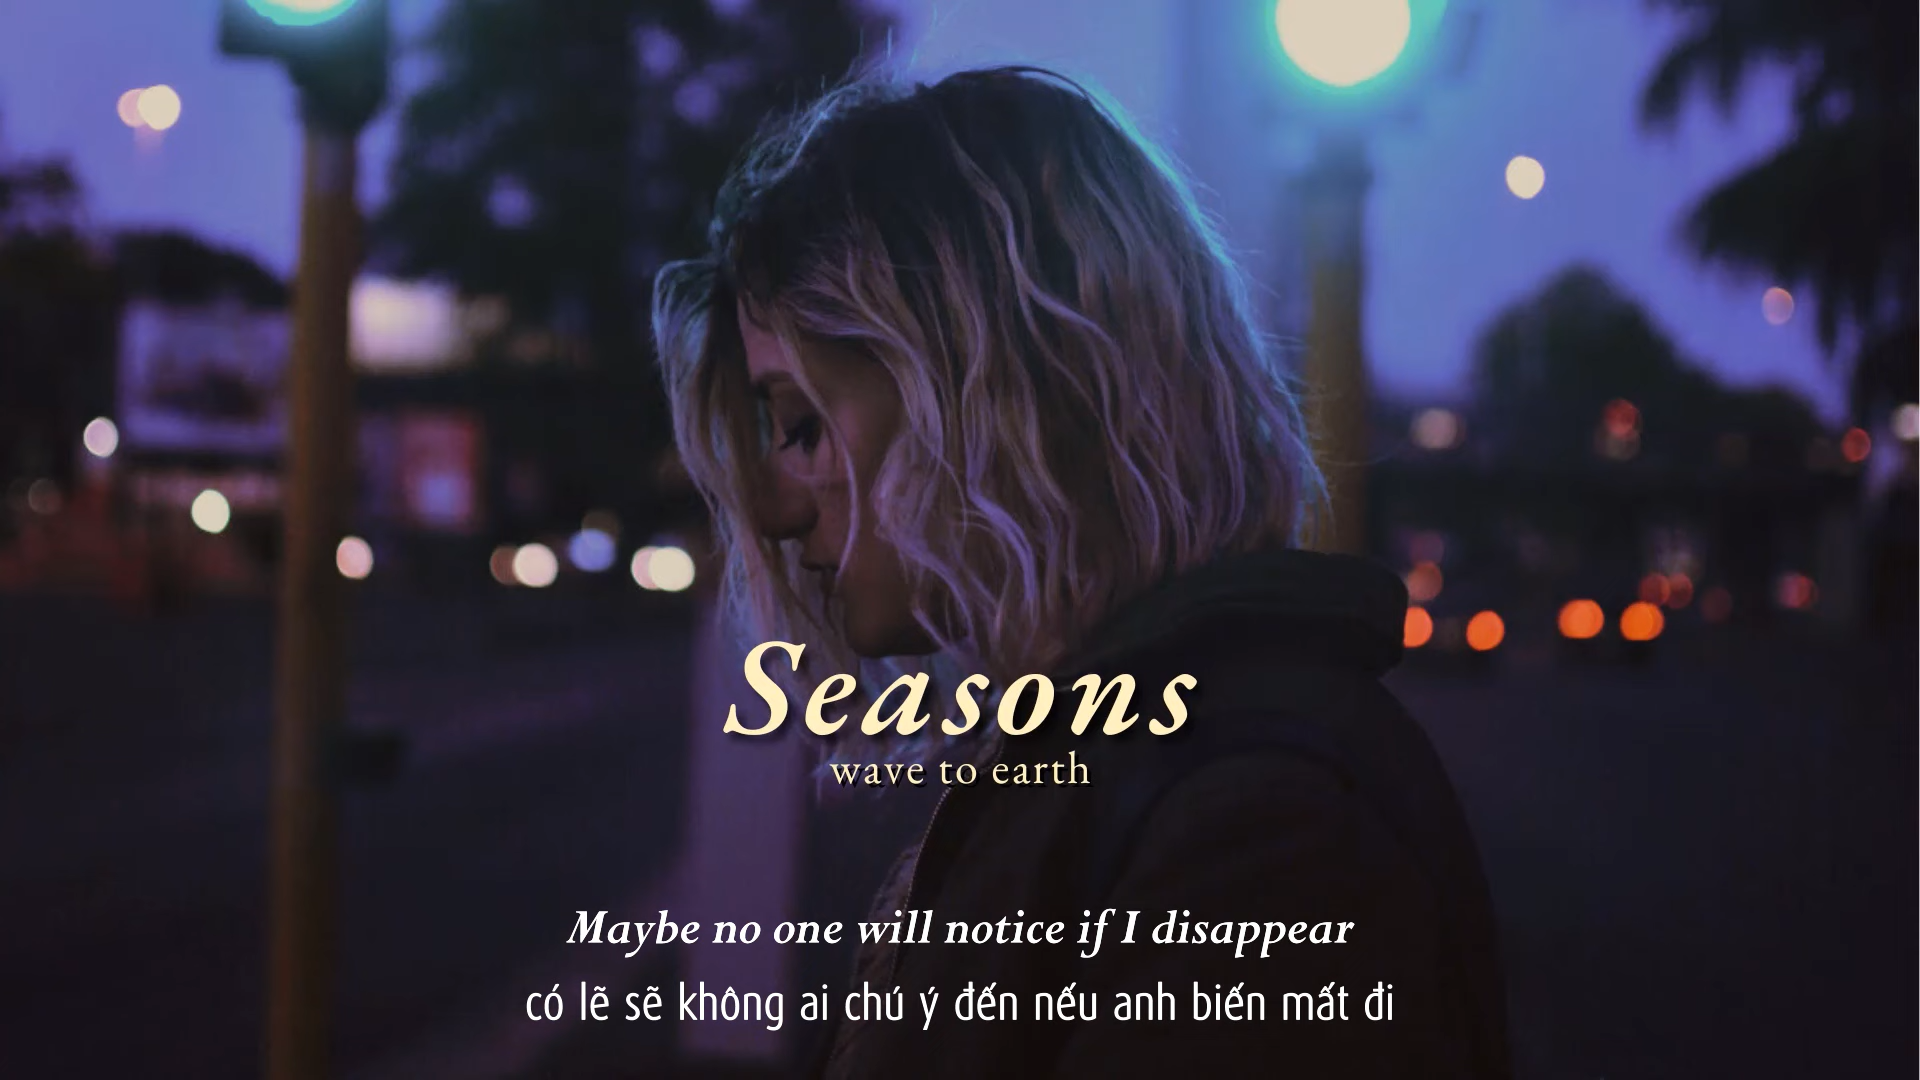 Seasons
wave to earth
Maybe no one will notice if I disappear
có lẽ sẽ không ai chú ý đến nếu anh biến mất đi